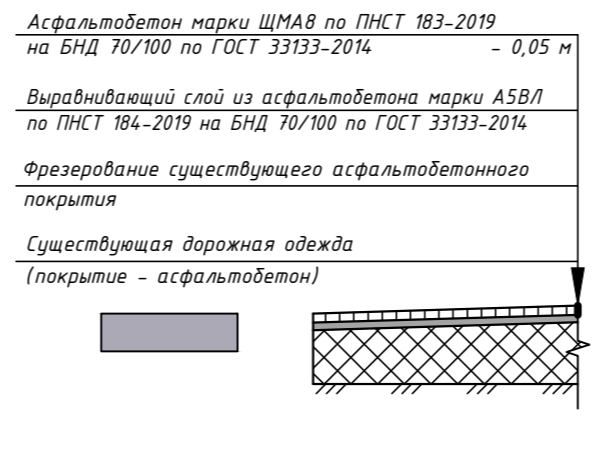 Асфальтобетон марки ЩМА8 по ПНСТ 183-2019
на БНД 70/100 по ГОСТ 33133-2014 - 0,05 м
Выравнивающий слой из асфальтобетона марки А5ВЛ
по ПНСТ 184-2019 на БНД 70/100 по ГОСТ 33133-2014
Фрезерование существующего асфальтобетонного
покрытия
Существующая дорожная одежда
(покрытие - асфальтобетон)